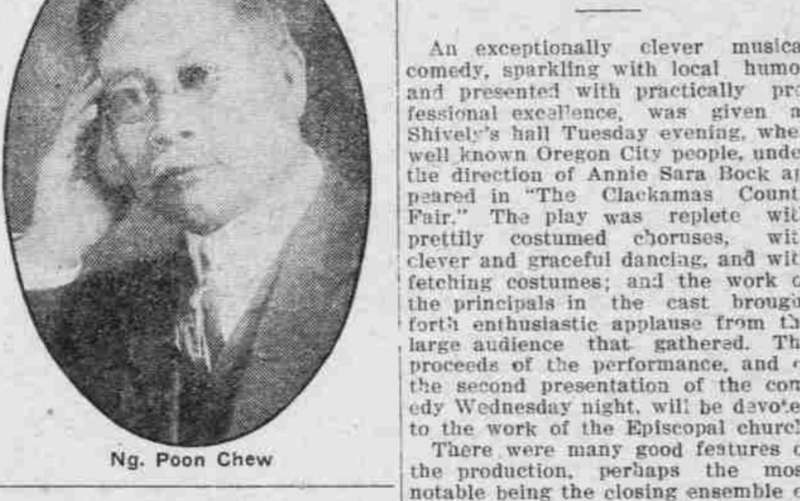 Ng. Poon Chew
An exceptionally clever musica
comedy, sparkling with local humo
and presented with practically pro
fessional excellence, was given a
Shively's hall Tuesday evening, whe
well known Oregon City people, unde
the direction of Annie Sara Bock ap
peared in "The Clackamas Count
Fair." The play was replete wit
prettily costumed choruses, wit
clever and graceful dancing, and wit
fetching costumes; and the work o
the principals in the cast brough
forth enthusiastic applause from th
large audience that gathered. Th
proceeds of the performance, and o
the second presentation of the com
edy Wednesday night, will be devote
to the work of the Episcopal church
There were many good features o
the production, perhaps the mos
notable being the closing ensemble o